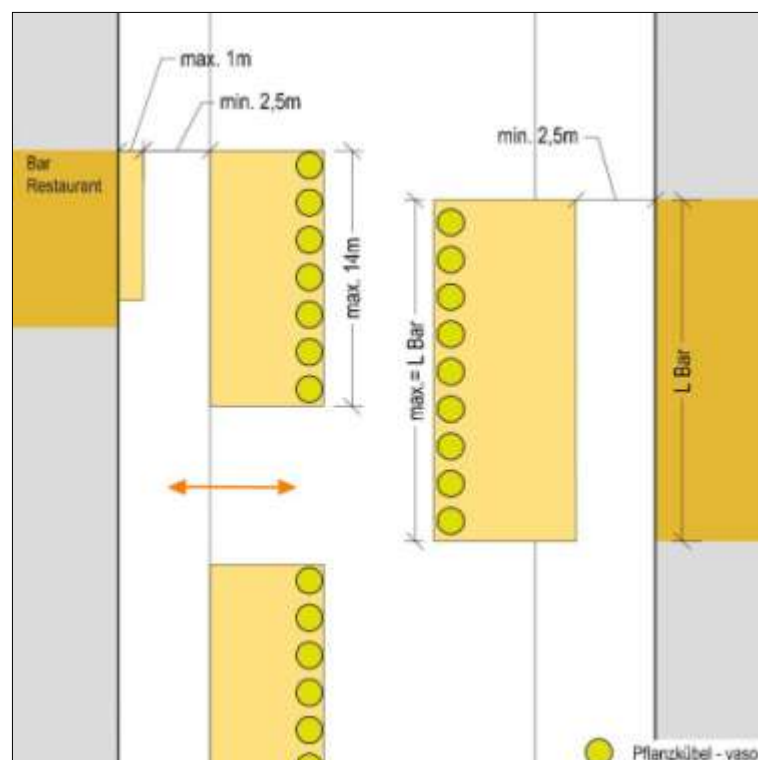 max. 1m
min. 2,5m
min. 2,5m
Bar
Restaurant
max. 14m
max.= L Bar
L Bar
Pflanzkübel - vaso